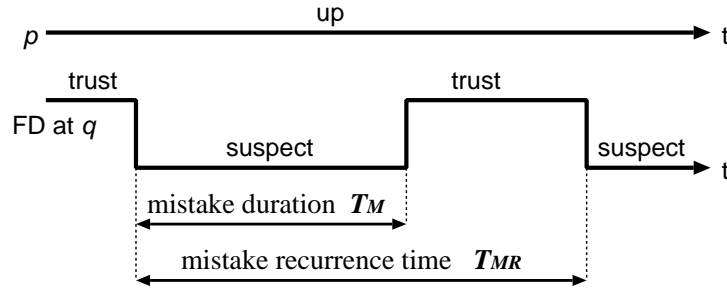 up
p t
trust trust
FD at q
suspect suspect
t
mistake duration TM
mistake recurrence time TMR